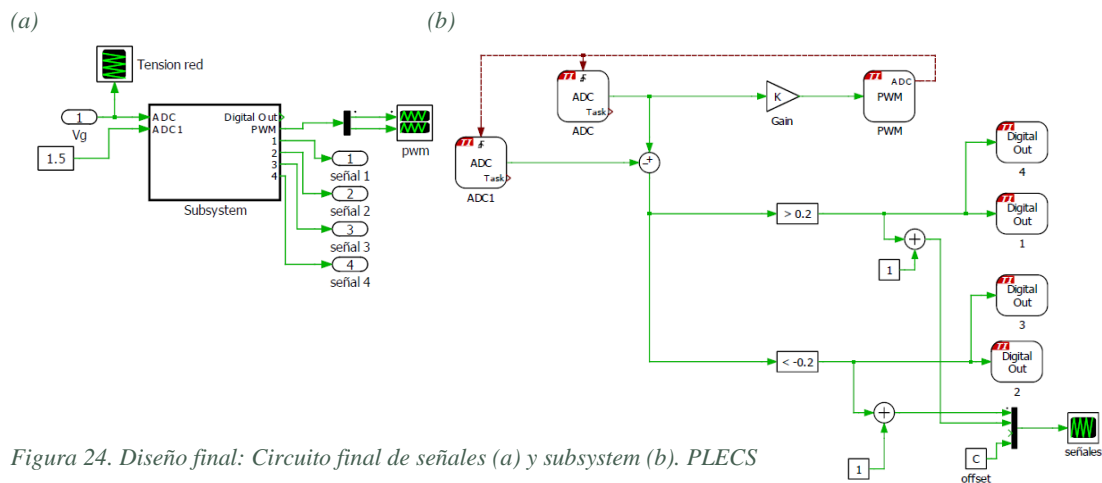 (a)
(b)
Tension red
1
Vg
1.5
ADC
ADC1
Digital Out
PWM
1
2
3
4
Subsystem
pwm
1
señal 1
2
señal 2
3
señal 3
4
señal 4
ADC
Task
ADC
ADC
Task
ADC1
K
Gain
ADC
PWM
PWM
-
+
> 0.2
+
1
Digital
Out
4
Digital
Out
1
Digital
Out
3
< -0.2
Digital
Out
2
+
1
C
offset
señales
Figura 24. Diseño final: Circuito final de señales (a) y subsystem (b). PLECS